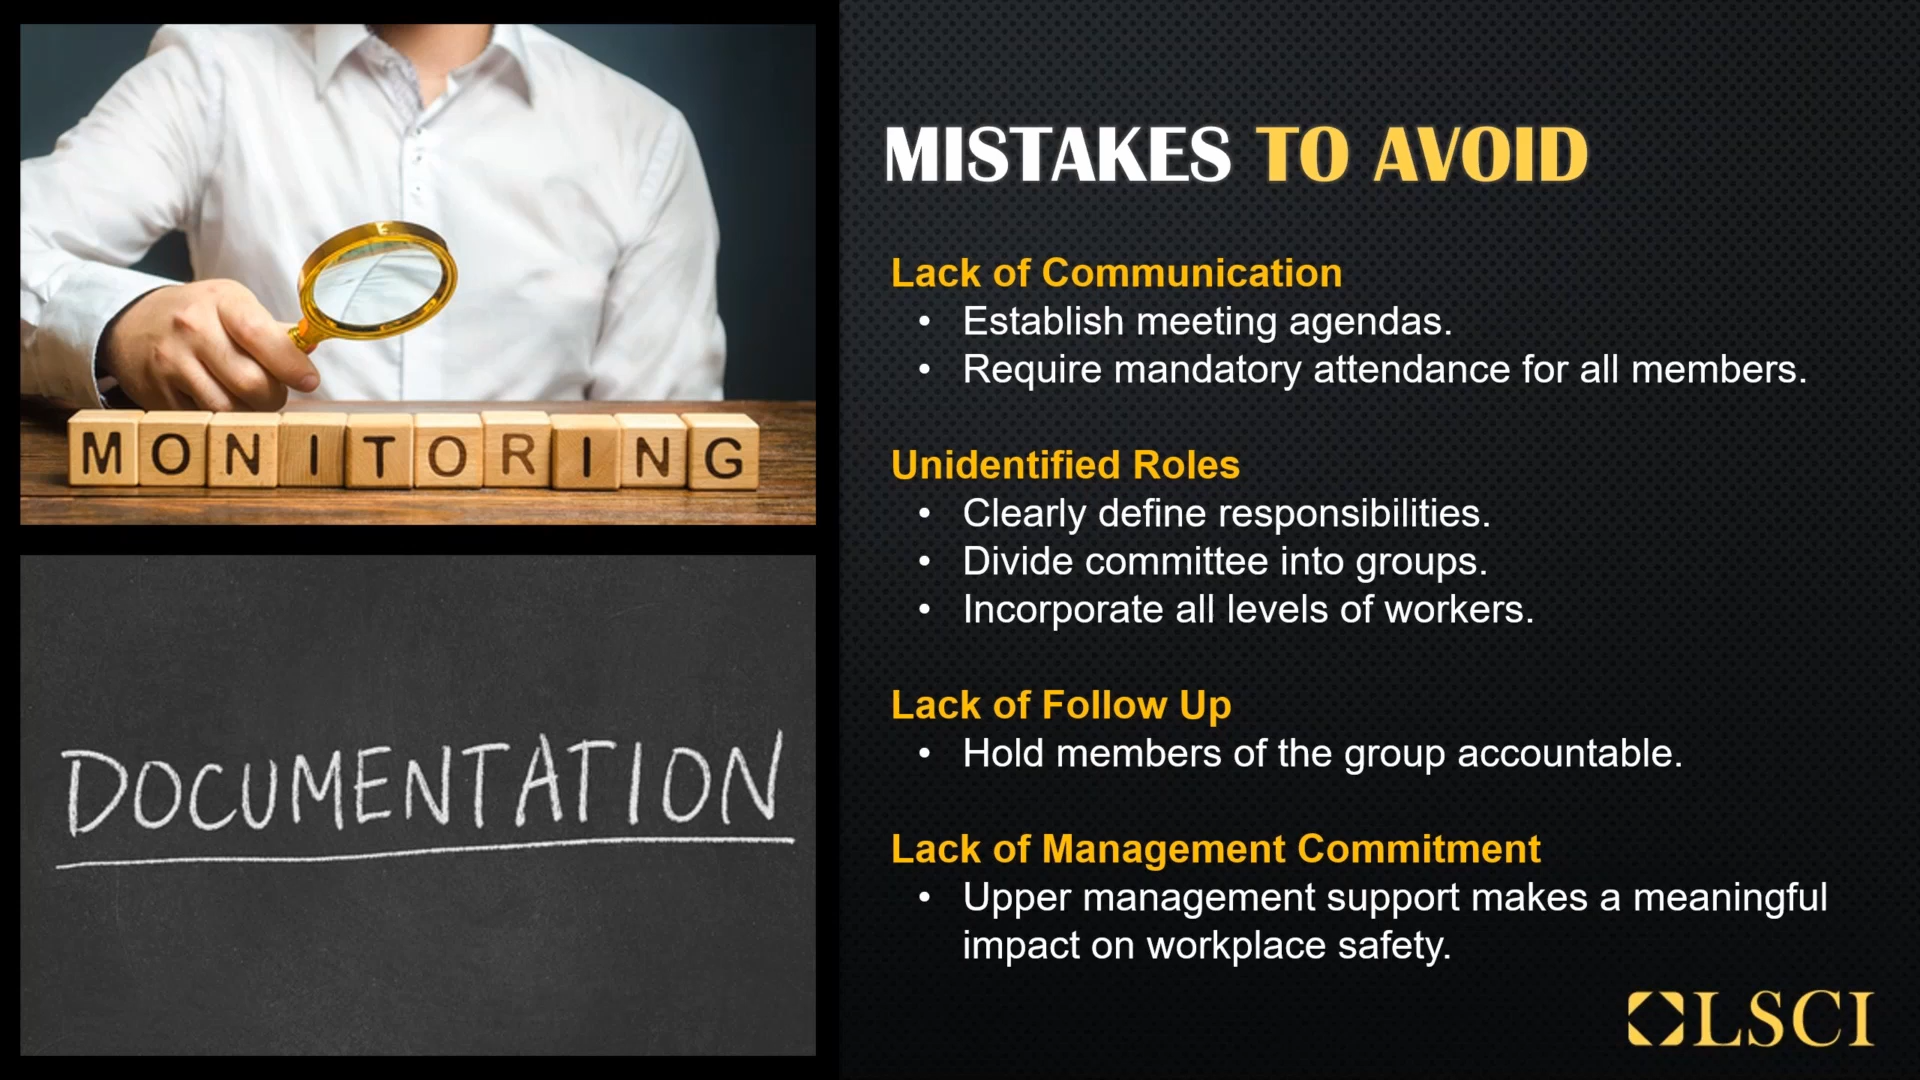 MONITORING
DOCUMENTATION
MISTAKES TO AVOID
Lack of Communication
• Establish meeting agendas.
• Require mandatory attendance for all members.
Unidentified Roles
• Clearly define responsibilities.
• Divide committee into groups.
• Incorporate all levels of workers.
Lack of Follow Up
• Hold members of the group accountable.
Lack of Management Commitment
• Upper management support makes a meaningful
impact on workplace safety.
LSCI